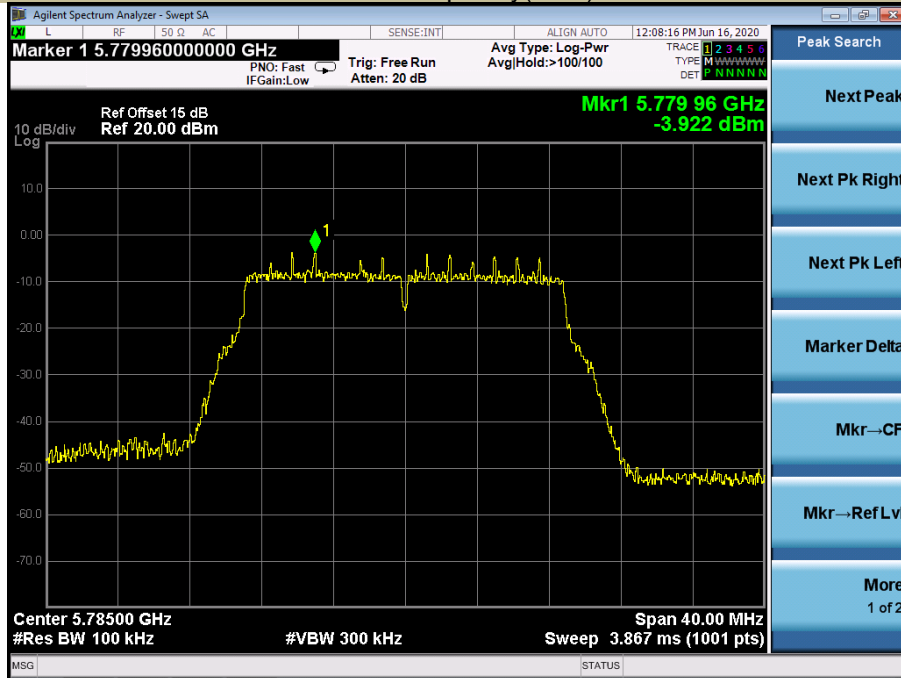 Agilent Spectrum Analyzer - Swept SA
LXI L RF 50 Ω AC SENSE:INT ALIGN AUTO 12:08:16 PM Jun 16, 2020
Marker 1 5.779960000000 GHz Avg Type: Log-Pwr TRACE 1 2 3 4 5 6
PNO: Fast Trig: Free Run Avg|Hold:>100/100 TYPE M WWWWW
IFGain:Low Atten: 20 dB DET P N N N N N
Peak Search
Mkr1 5.779 96 GHz
-3.922 dBm
Ref Offset 15 dB
10 dB/div Ref 20.00 dBm
Log
10.0
0.00
-10.0
-20.0
-30.0
-40.0
-50.0
-60.0
-70.0
1
Center 5.78500 GHz Span 40.00 MHz
#Res BW 100 kHz #VBW 300 kHz Sweep 3.867 ms (1001 pts)
MSG STATUS
Next Peak
Next Pk Right
Next Pk Left
Marker Delta
Mkr→CF
Mkr→Ref Lvl
More
1 of 2